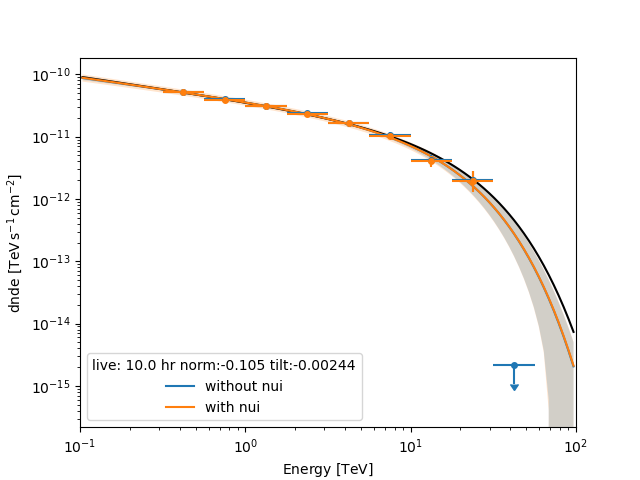 10⁻¹⁰
10⁻¹¹
10⁻¹²
10⁻¹³
10⁻¹⁴
10⁻¹⁵
dnde [TeV s⁻¹ cm⁻²]
live: 10.0 hr norm:-0.105 tilt:-0.00244
without nui
with nui
10⁻¹ 10⁰ 10¹ 10²
Energy [TeV]